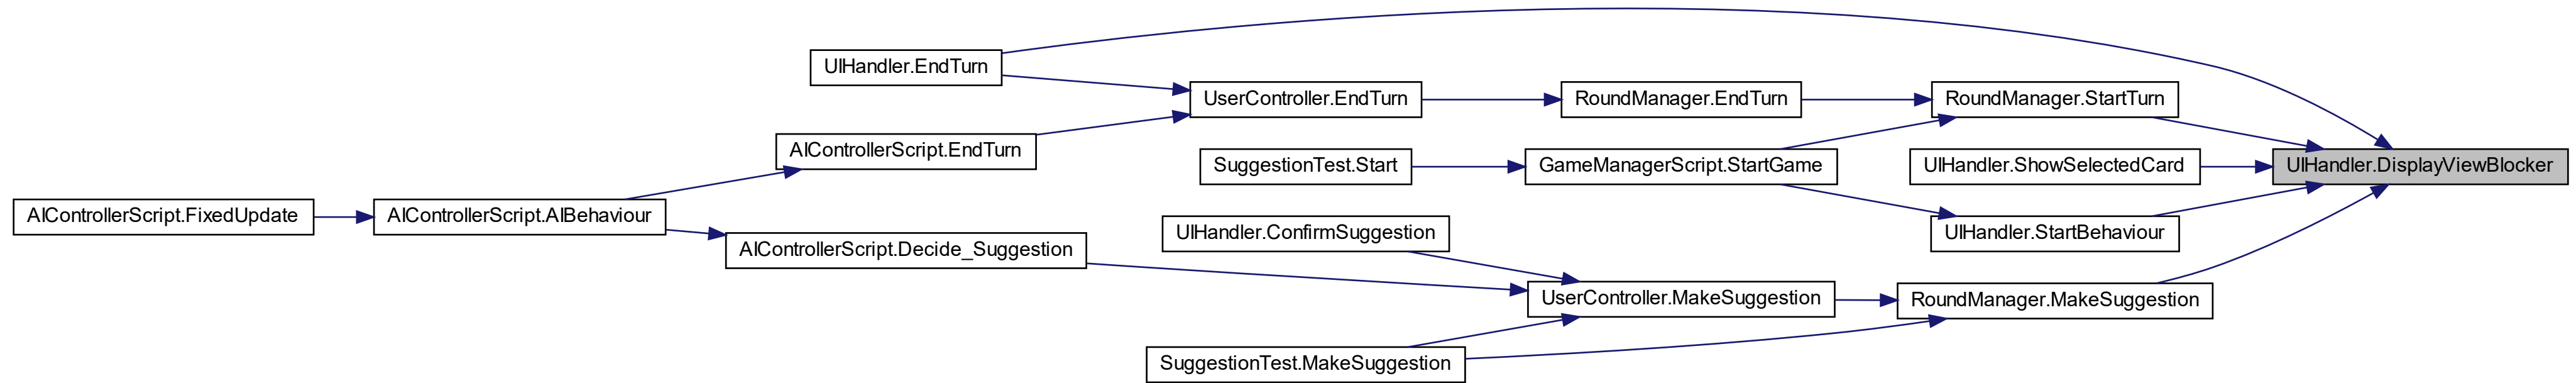 UIHandler.EndTurn
UserController.EndTurn
RoundManager.EndTurn
RoundManager.StartTurn
AIControllerScript.EndTurn
SuggestionTest.Start
GameManagerScript.StartGame
UIHandler.ShowSelectedCard
UIHandler.DisplayViewBlocker
AIControllerScript.FixedUpdate
AIControllerScript.AIBehaviour
UIHandler.ConfirmSuggestion
UIHandler.StartBehaviour
AIControllerScript.Decide_Suggestion
UserController.MakeSuggestion
RoundManager.MakeSuggestion
SuggestionTest.MakeSuggestion